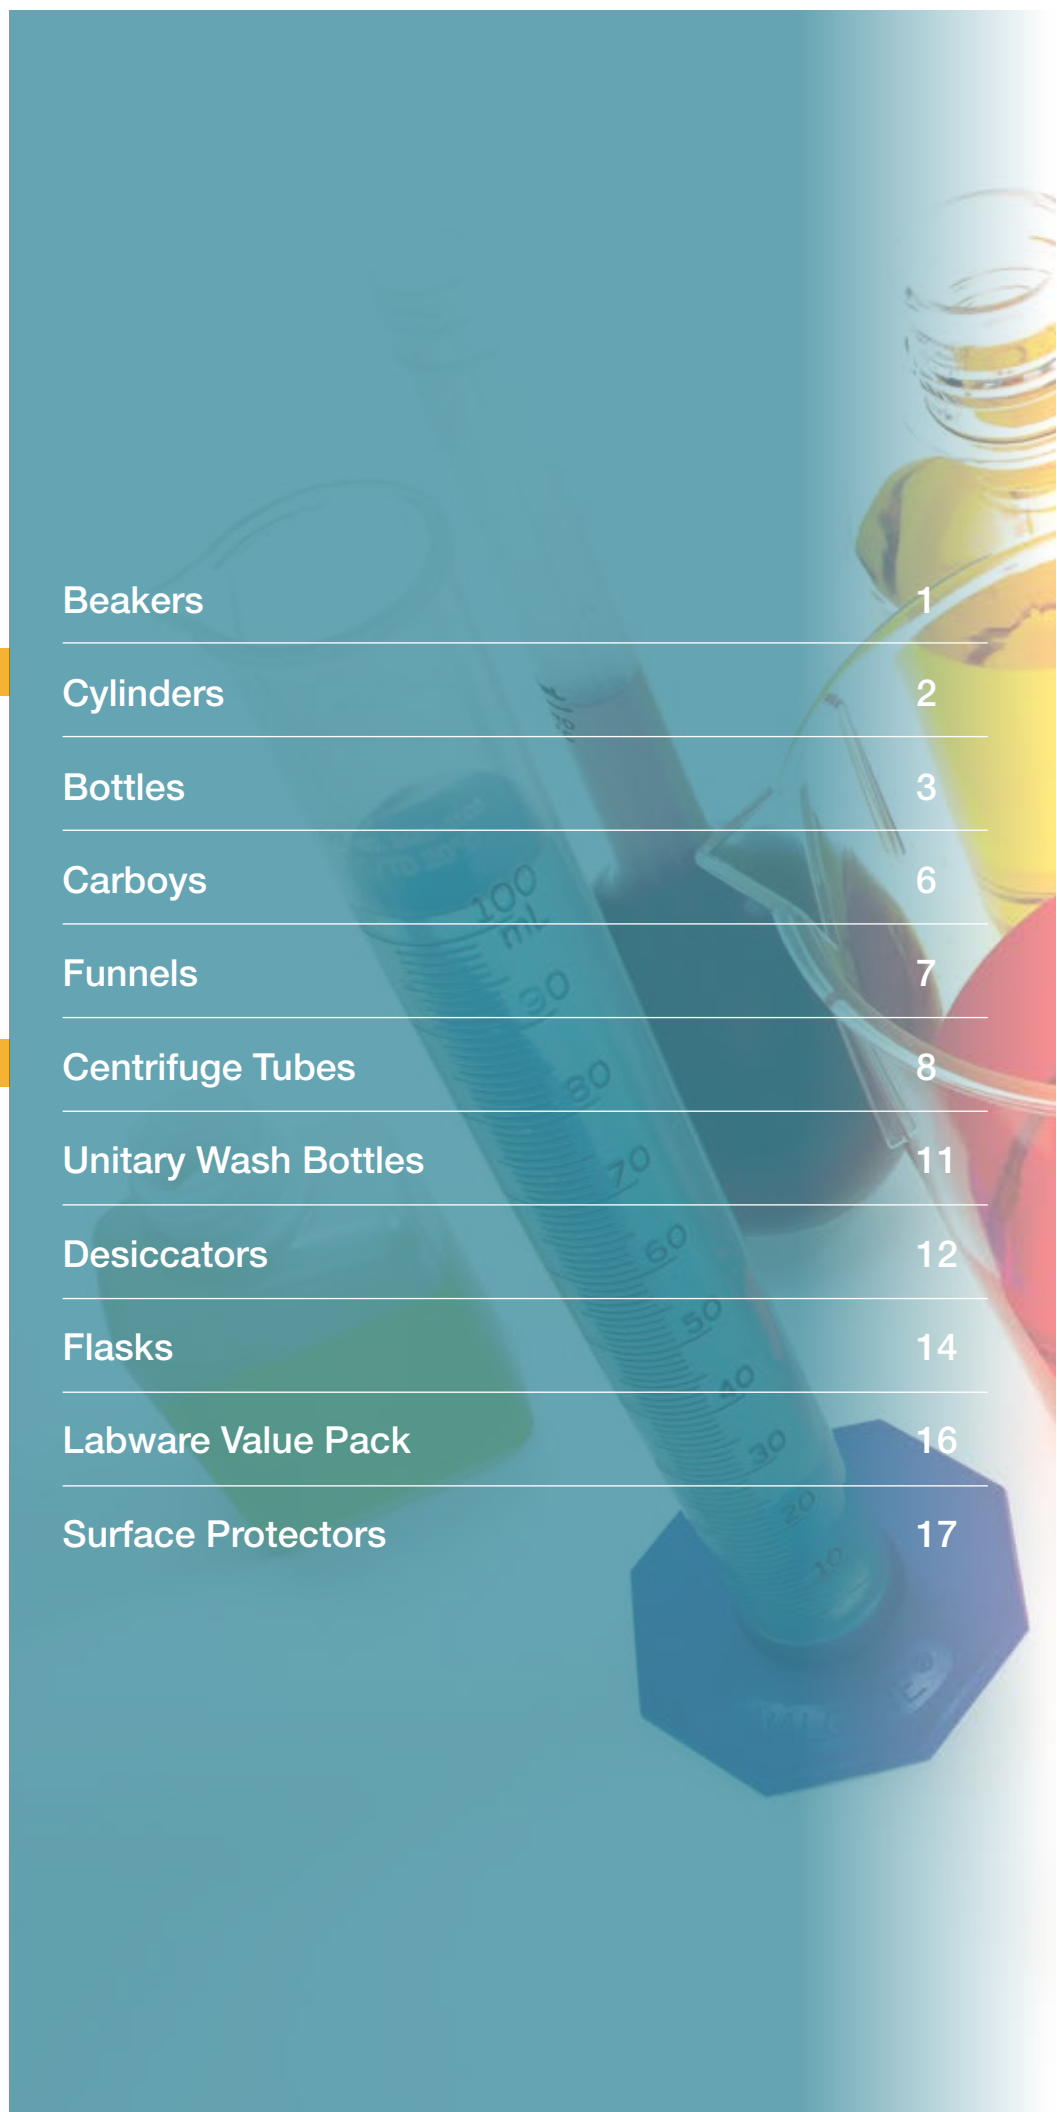 Beakers 1
Cylinders 2
Bottles 3
Carboys 6
Funnels 7
Centrifuge Tubes 8
Unitary Wash Bottles 11
Desiccators 12
Flasks 14
Labware Value Pack 16
Surface Protectors 17
100
mL
90
80
70
60
50
40
30
20
10